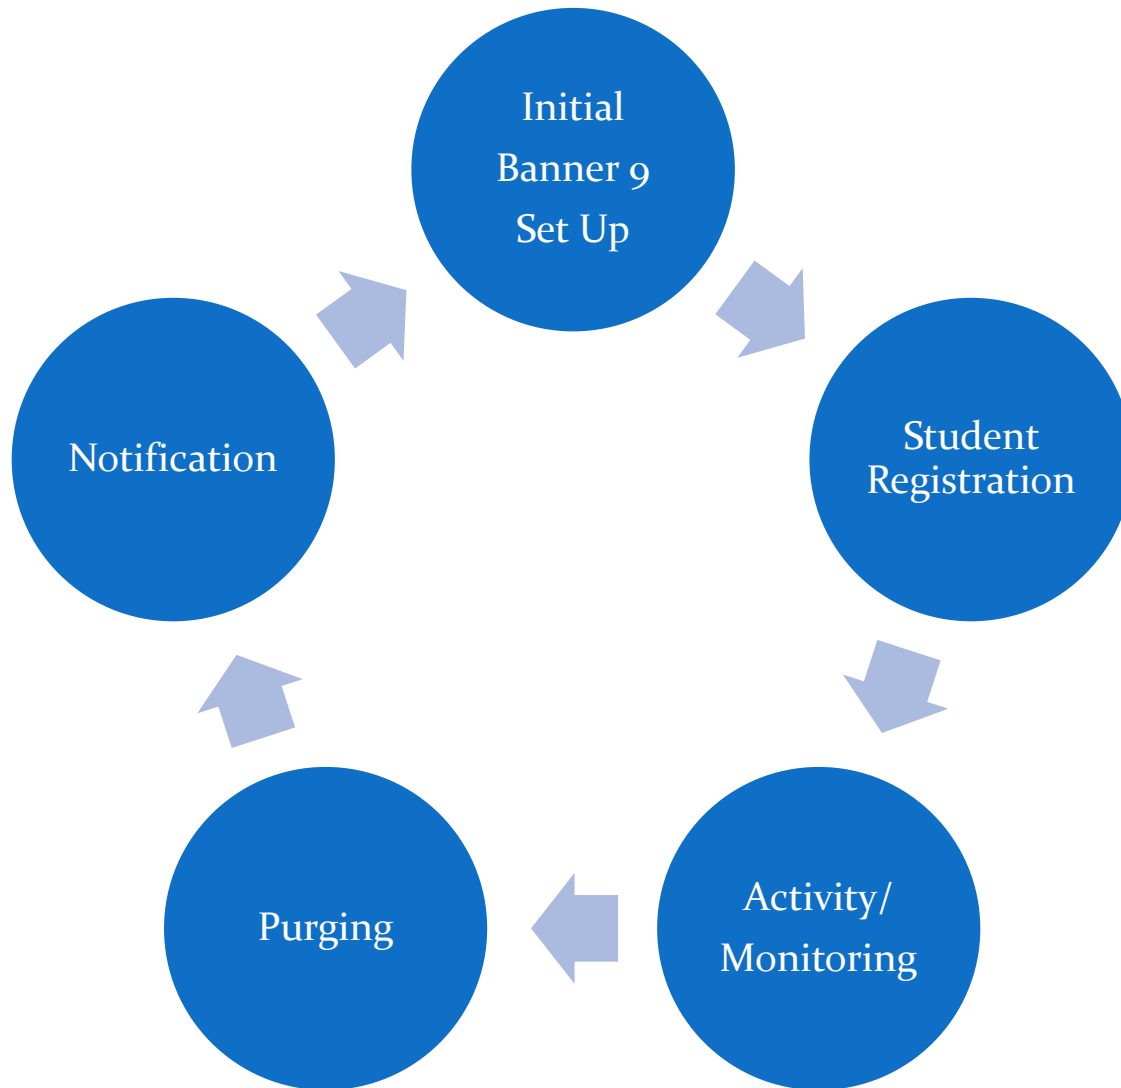 Initial
Banner 9
Set Up
Student
Registration
Activity/
Monitoring
Purging
Notification